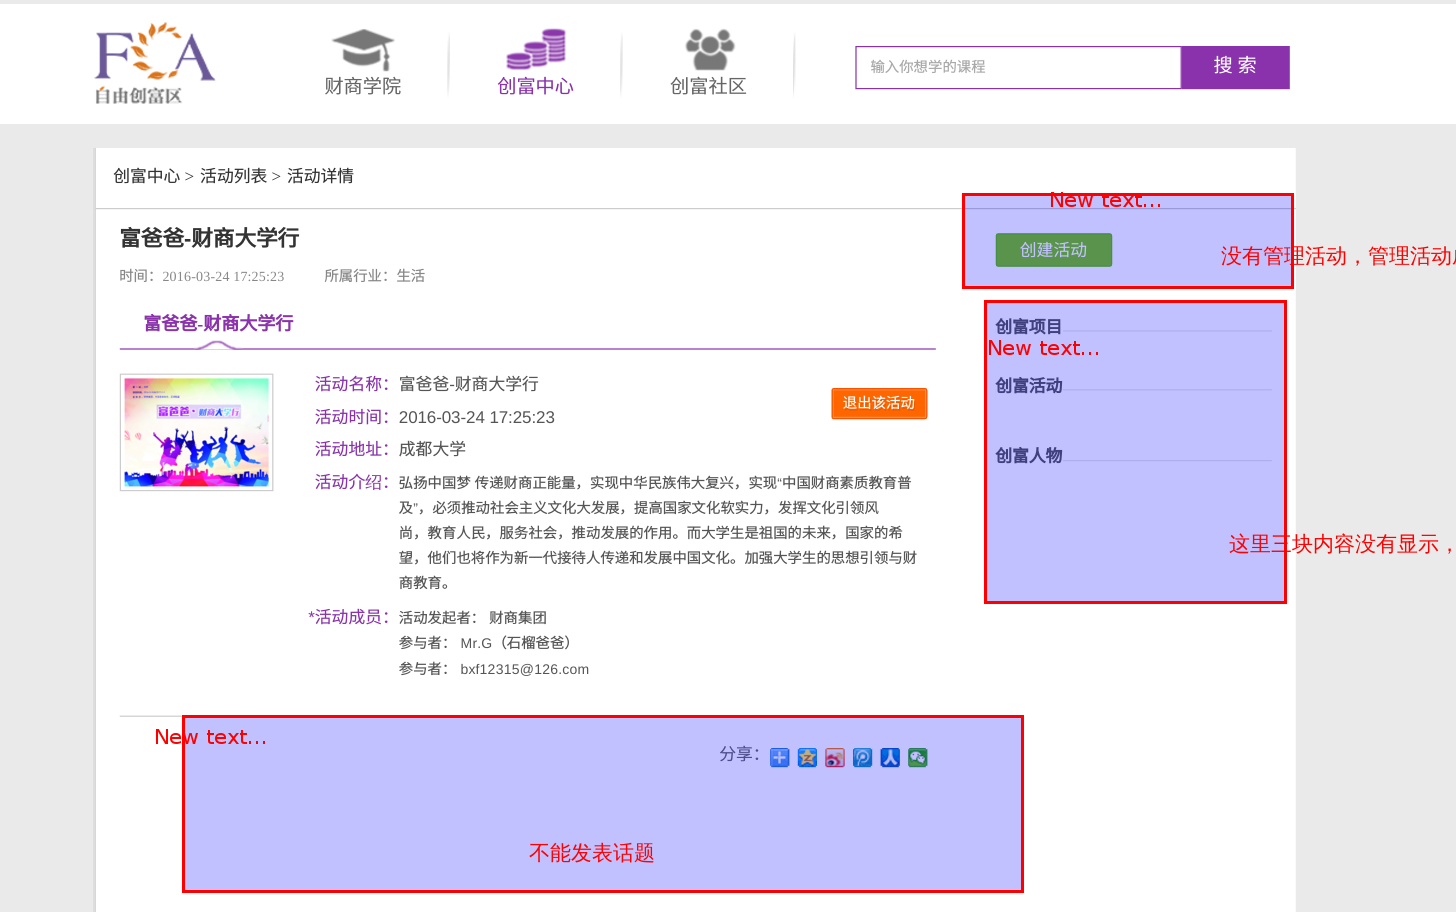 FCA
自由创富区
财商学院
创富中心
创富社区
输入你想学的课程
搜 索
创富中心 > 活动列表 > 活动详情
New text...
富爸爸-财商大学行
创建活动
没有管理活动，管理活动
时间：2016-03-24 17:25:23 所属行业：生活
富爸爸-财商大学行
创富项目
New text...
创富活动
创富人物
这里三块内容没有显示，
富爸爸·财商大学行
活动名称：富爸爸-财商大学行
退出该活动
活动时间：2016-03-24 17:25:23
活动地址：成都大学
活动介绍：弘扬中国梦 传递财商正能量，实现中华民族伟大复兴，实现“中国财商素质教育普
及”，必须推动社会主义文化大发展，提高国家文化软实力，发挥文化引领风
尚，教育人民，服务社会，推动发展的作用。而大学生是祖国的未来，国家的希
望，他们也将作为新一代接待人传递和发展中国文化。加强大学生的思想引领与财
商教育。
*活动成员：活动发起者： 财商集团
参与者： Mr.G（石榴爸爸）
参与者： bxf12315@126.com
New text...
分享：
不能发表话题